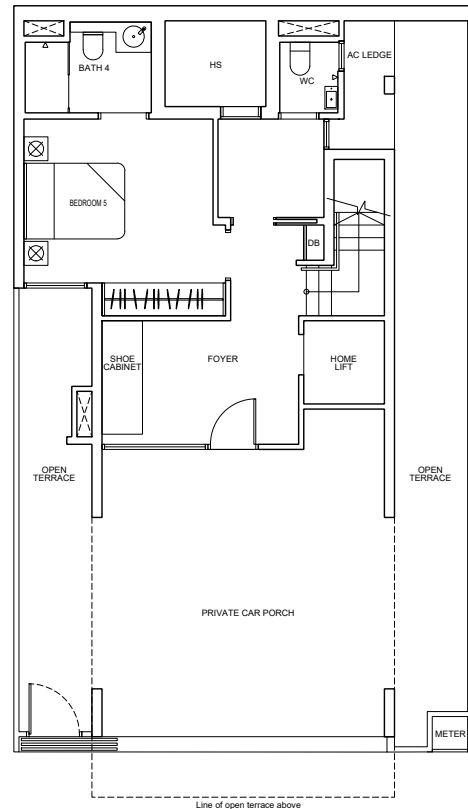 AC LEDGE
HS
WC
BATH 4
BEDROOM 5
DB
SHOE
CABINET
FOYER
HOME
LIFT
OPEN
TERRACE
OPEN
TERRACE
PRIVATE CAR PORCH
METER
Line of open terrace above